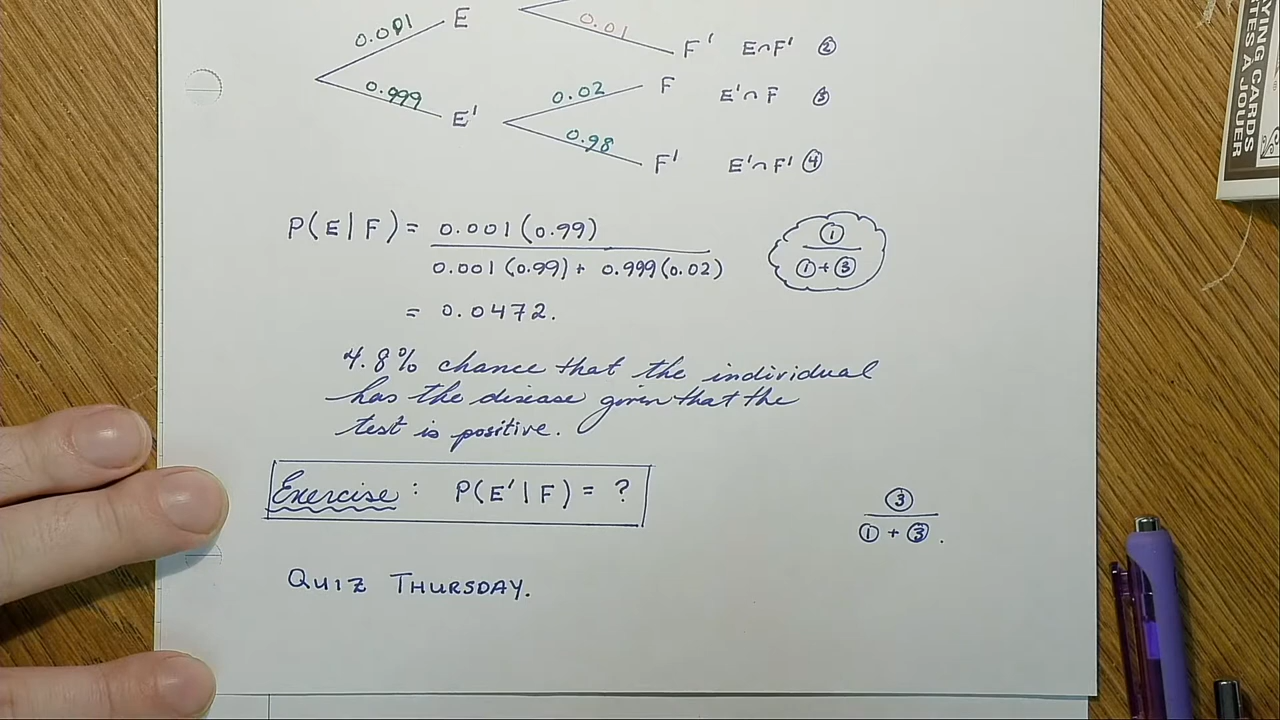 0.001 E
0.01
F' E∩F' ②
0.999 E'
0.02 F E'∩F ③
0.98 F' E'∩F' ④
P(E|F) = 0.001(0.99)
0.001(0.99) + 0.999(0.02)
①
①+③
= 0.0472.
4.8% chance that the individual
has the disease given that the
test is positive.
Exercise: P(E'|F) = ?
③
① + ③.
QUIZ THURSDAY.
YING CARDS
TES A JOUER